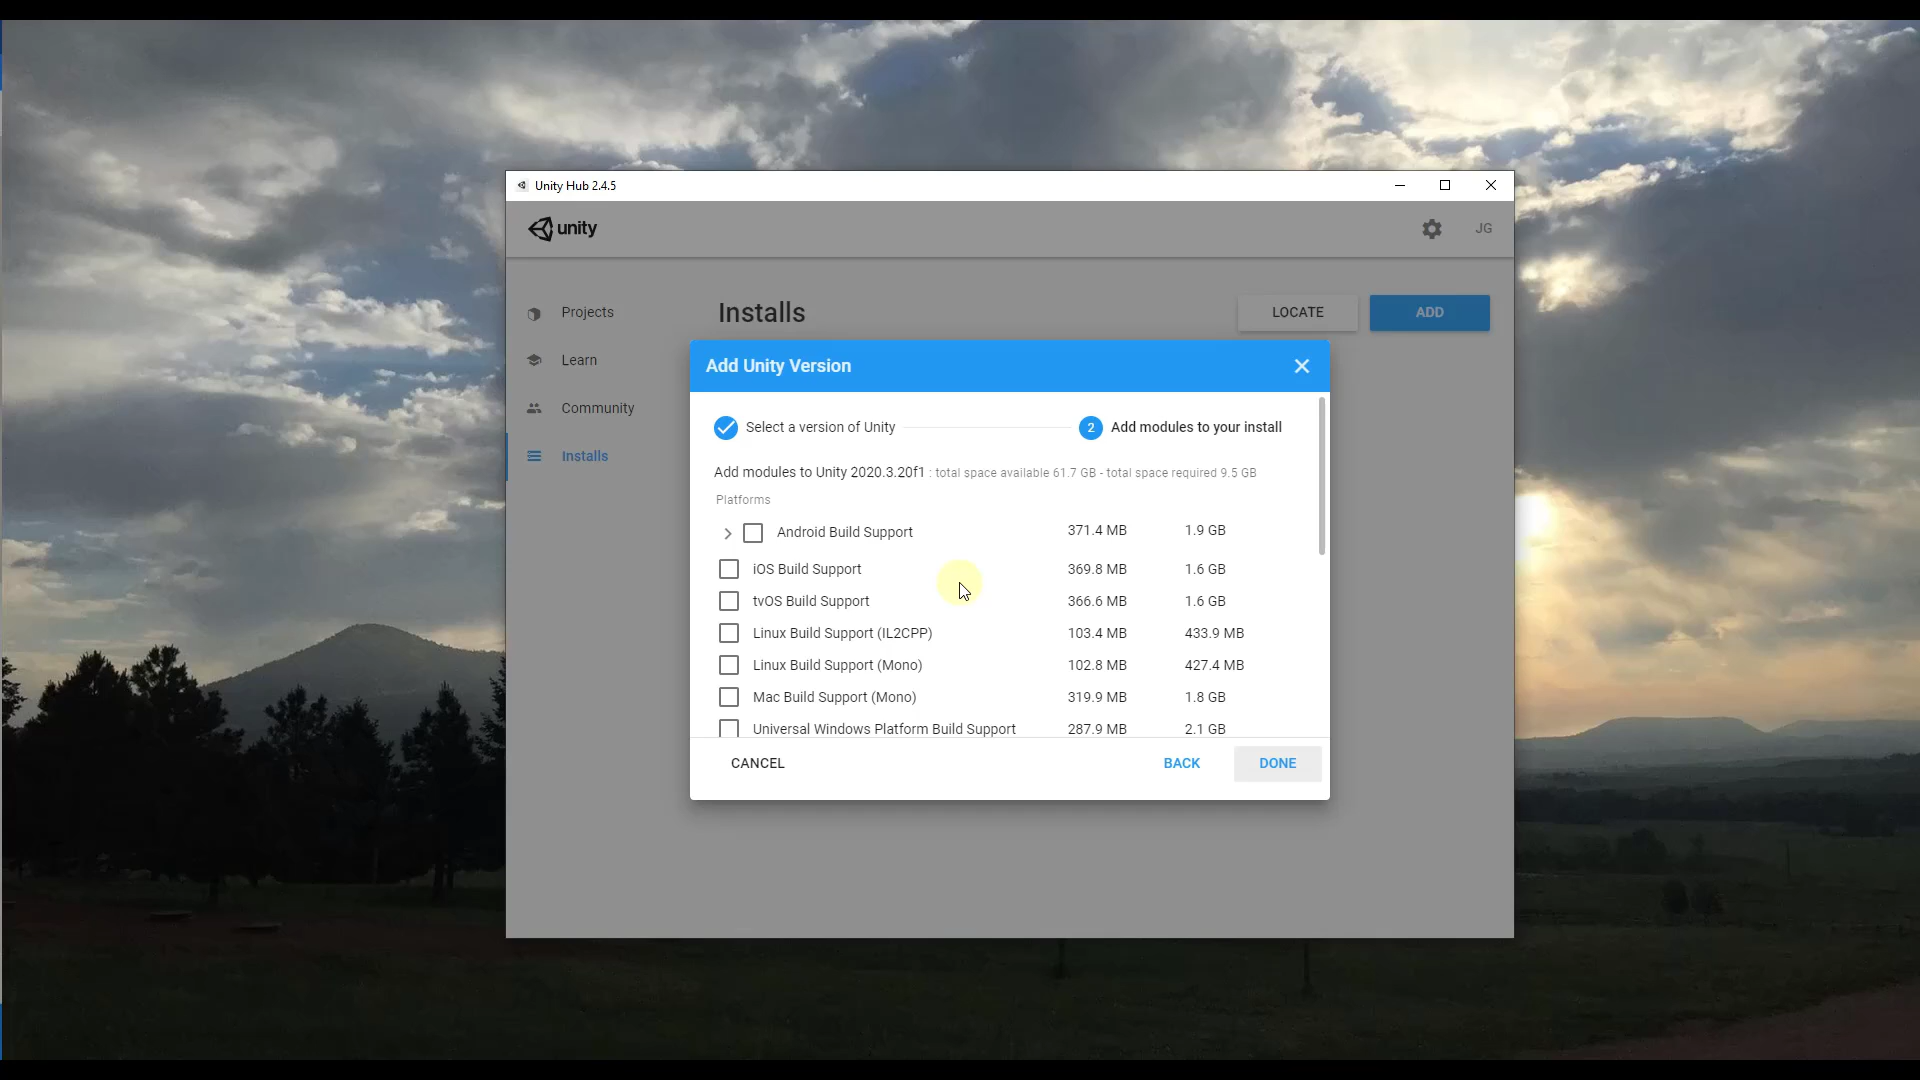 Unity Hub 2.4.5
unity
JG
Projects
Learn
Community
Installs
Installs
LOCATE
ADD
Add Unity Version
Select a version of Unity
2
Add modules to your install
Add modules to Unity 2020.3.20f1 : total space available 61.7 GB - total space required 9.5 GB
Platforms
Android Build Support 371.4 MB 1.9 GB
iOS Build Support 369.8 MB 1.6 GB
tvOS Build Support 366.6 MB 1.6 GB
Linux Build Support (IL2CPP) 103.4 MB 433.9 MB
Linux Build Support (Mono) 102.8 MB 427.4 MB
Mac Build Support (Mono) 319.9 MB 1.8 GB
Universal Windows Platform Build Support 287.9 MB 2.1 GB
CANCEL
BACK
DONE